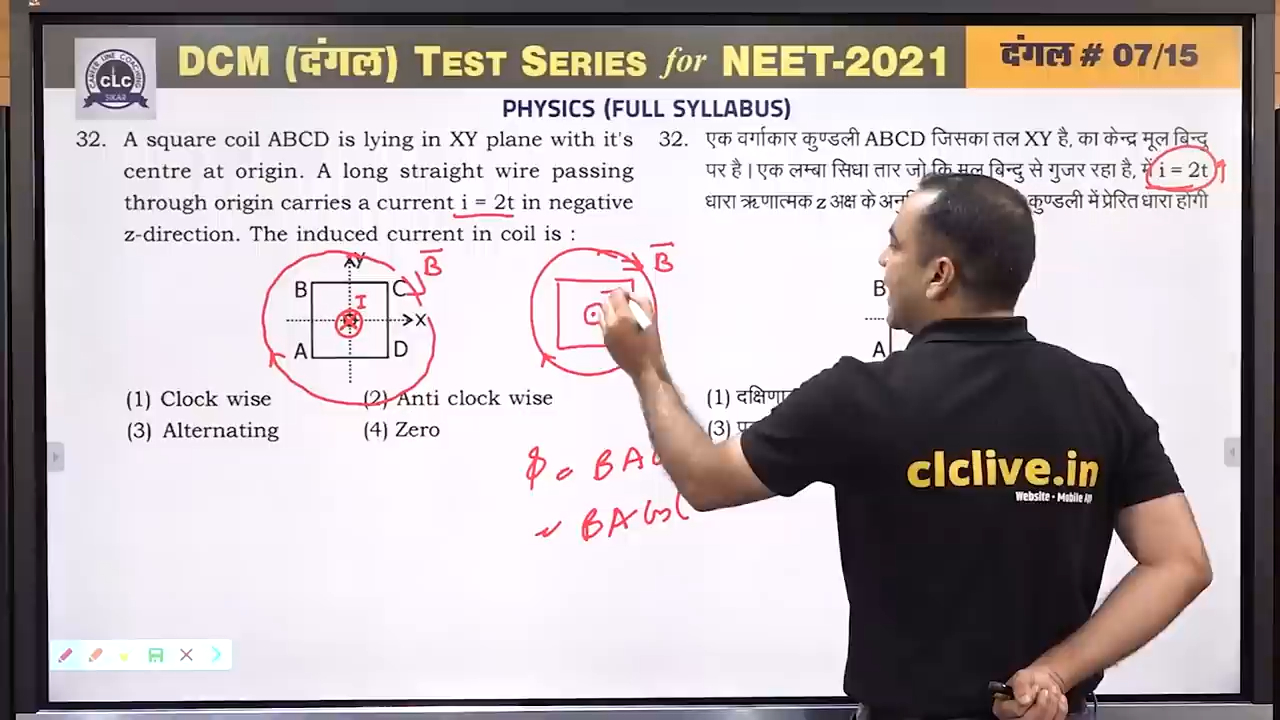 DCM (दंगल) TEST SERIES for NEET-2021
दंगल # 07/15
CAREER LINE COACHING
CLC
SIKAR
PHYSICS (FULL SYLLABUS)
32. A square coil ABCD is lying in XY plane with it's
centre at origin. A long straight wire passing
through origin carries a current i = 2t in negative
z-direction. The induced current in coil is :
B
Y
C
I
X
A
D
B
(1) Clock wise (2) Anti clock wise
(3) Alternating (4) Zero
B
ϕ = BA
= BA Cos(
32. एक वर्गाकार कुण्डली ABCD जिसका तल XY है, का केन्द्र मूल बिन्दु
पर है। एक लम्बा सिधा तार जो कि मूल बिन्दु से गुजर रहा है, में i = 2t
धारा ऋणात्मक z अक्ष के कुण्डली में प्रेरित धारा होगी
B
A
(1)
(3)
clclive.in
Website • Mobile App